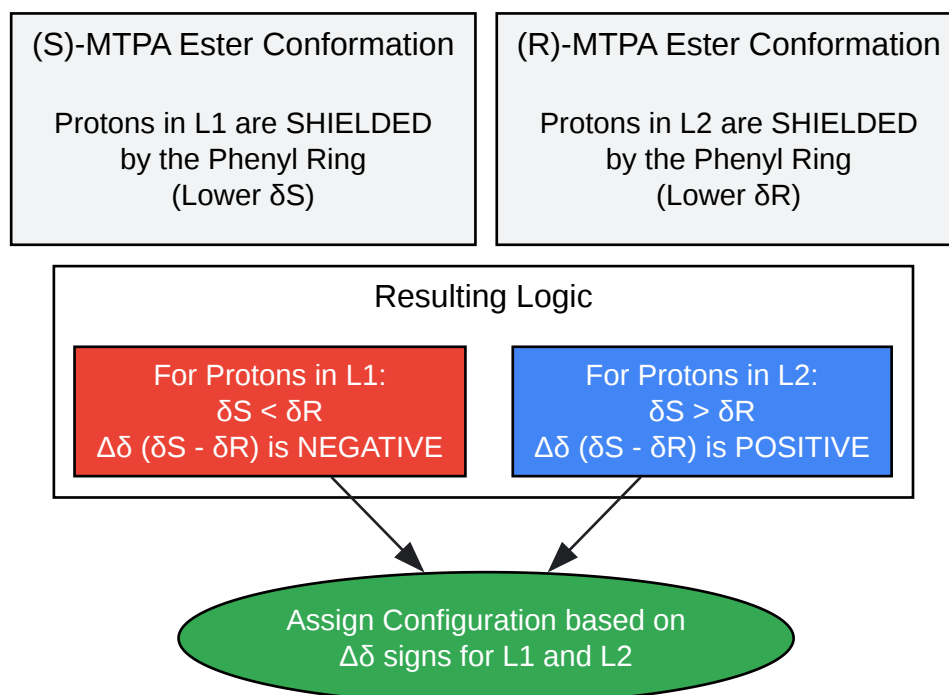 (S)-MTPA Ester Conformation
Protons in L1 are SHIELDED
by the Phenyl Ring
(Lower δS)
(R)-MTPA Ester Conformation
Protons in L2 are SHIELDED
by the Phenyl Ring
(Lower δR)
Resulting Logic
For Protons in L1:
δS < δR
Δδ (δS - δR) is NEGATIVE
For Protons in L2:
δS > δR
Δδ (δS - δR) is POSITIVE
Assign Configuration based on
Δδ signs for L1 and L2